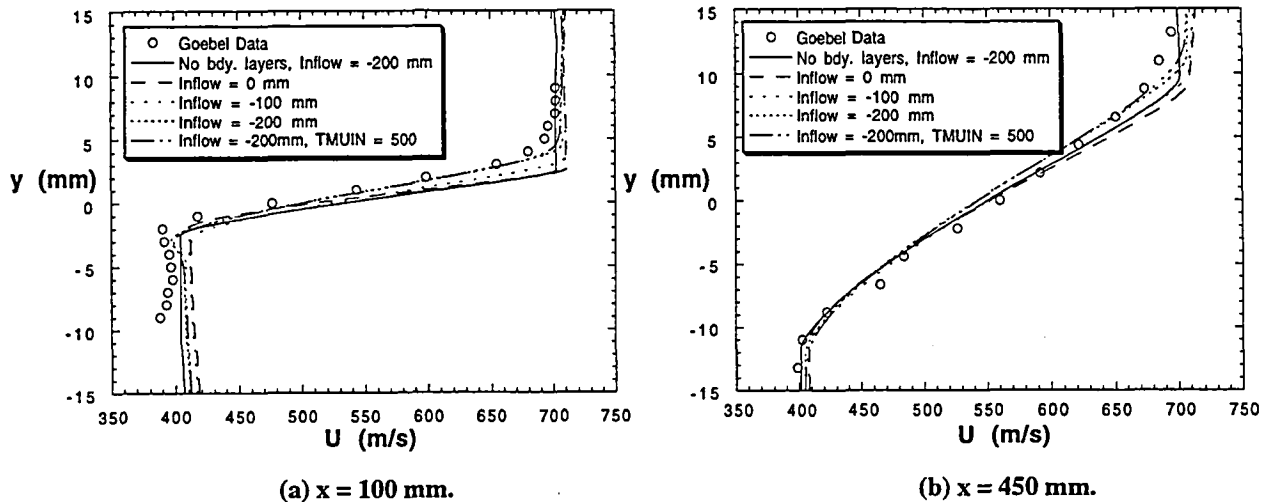 15
10
5
0
-5
-10
-15
y (mm)
Goebel Data
No bdy. layers, Inflow = -200 mm
Inflow = 0 mm
Inflow = -100 mm
Inflow = -200 mm
Inflow = -200mm, TMUIN = 500
350 400 450 500 550 600 650 700 750
U (m/s)
(a) x = 100 mm.
15
10
5
0
-5
-10
-15
y (mm)
Goebel Data
No bdy. layers, Inflow = -200 mm
Inflow = 0 mm
Inflow = -100 mm
Inflow = -200 mm
Inflow = -200mm, TMUIN = 500
350 400 450 500 550 600 650 700 750
U (m/s)
(b) x = 450 mm.